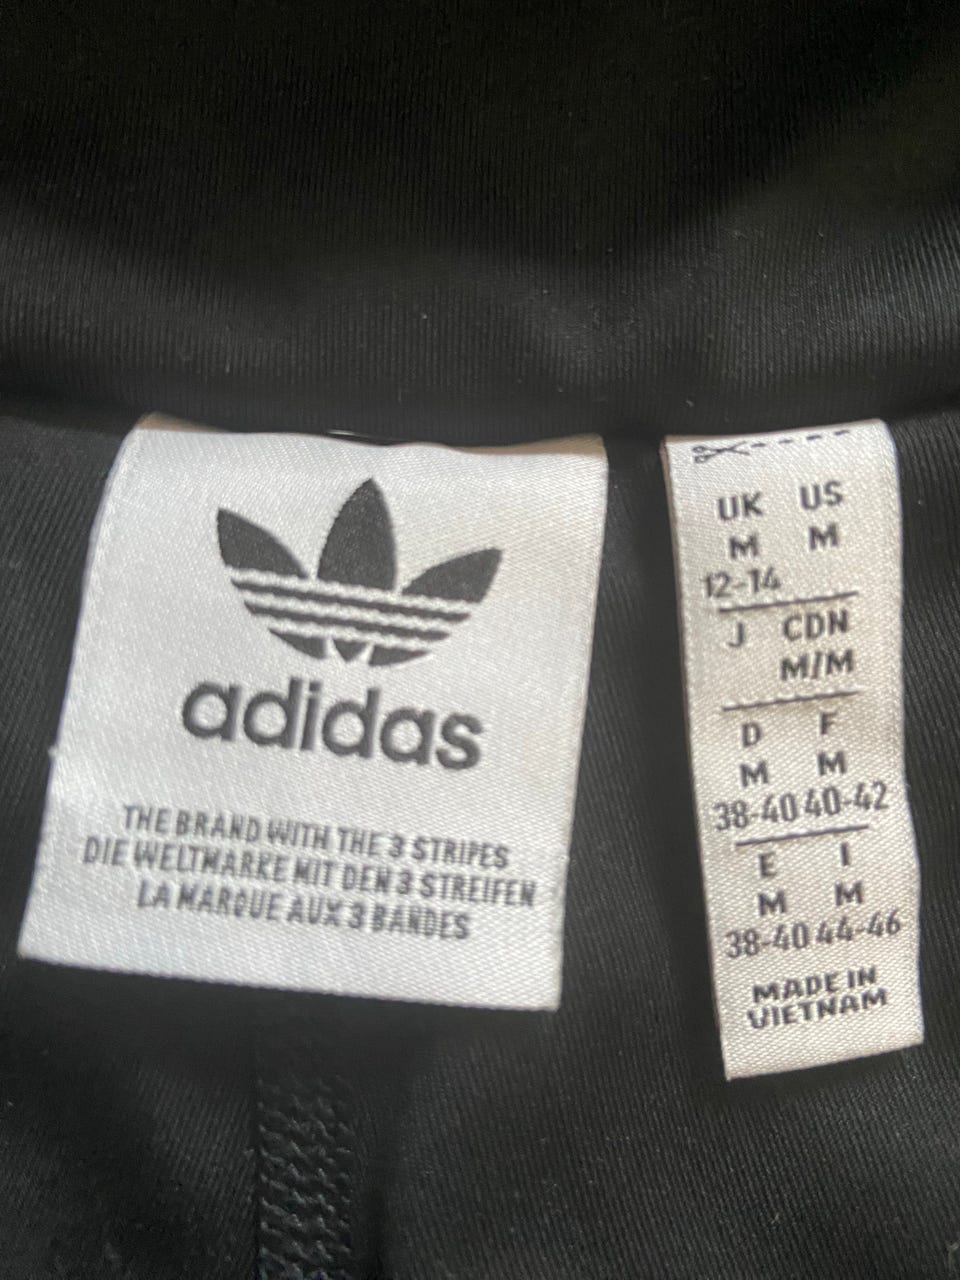 adidas
THE BRAND WITH THE 3 STRIPES
DIE WELTMARKE MIT DEN 3 STREIFEN
LA MARQUE AUX 3 BANDES
UK US
M M
12-14
J CDN
M/M
D F
M M
38-40 40-42
E I
M M
38-40 44-46
MADE IN
VIETNAM